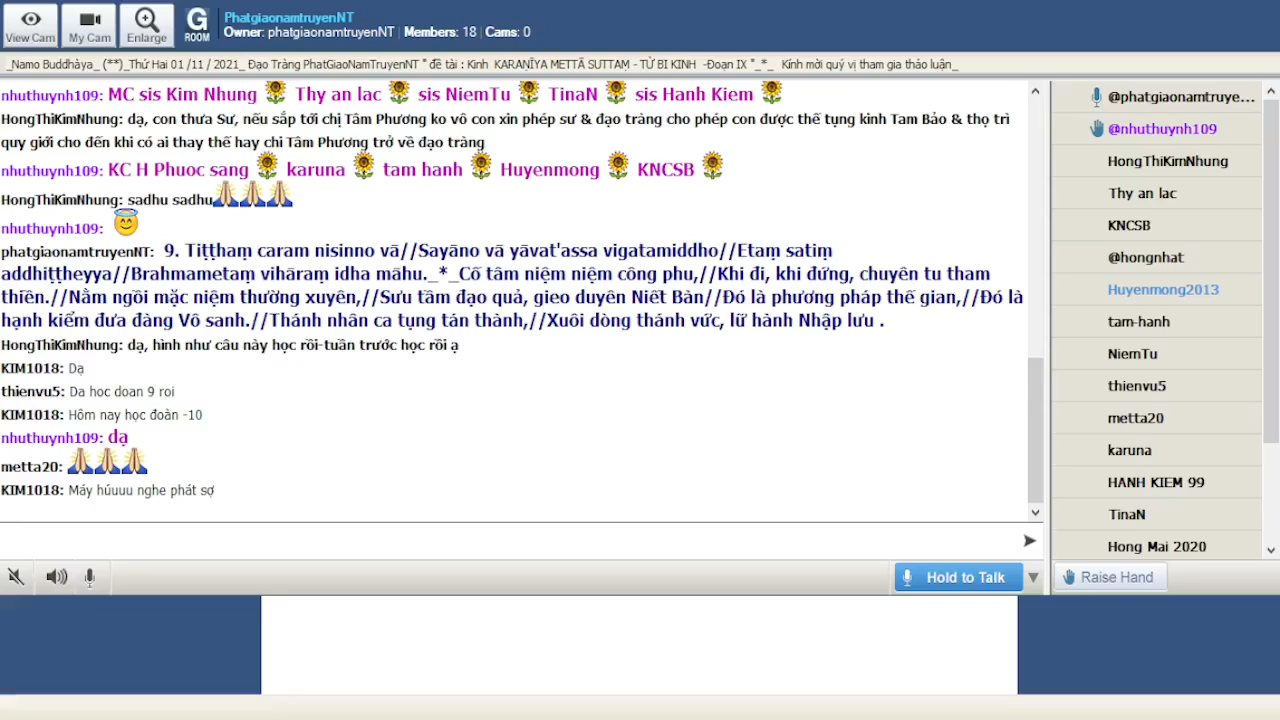 View Cam
My Cam
Enlarge
G
ROOM
PhatgiaonamtruyenNT
Owner: phatgiaonamtruyenNT | Members: 18 | Cams: 0
_Namo Buddhàya_ (**)_Thứ Hai 01 /11 / 2021_ Đạo Tràng PhatGiaoNamTruyenNT " đề tài : Kinh KARAṆĪYA METTĀ SUTTAṂ - TỪ BI KINH -Đoạn IX "_*_ Kính mời quý vị tham gia thảo luận_
nhuthuynh109: MC sis Kim Nhung 🌻 Thy an lac 🌻 sis NiemTu 🌻 TinaN 🌻 sis Hanh Kiem 🌻
HongThiKimNhung: dạ, con thưa Sư, nếu sắp tới chị Tâm Phương ko vô con xin phép sư & đạo tràng cho phép con được thế tụng kinh Tam Bảo & thọ trì
quy giới cho đến khi có ai thay thế hay chi Tâm Phương trở về đạo tràng
nhuthuynh109: KC H Phuoc sang 🌻 karuna 🌻 tam hanh 🌻 Huyenmong 🌻 KNCSB 🌻
HongThiKimNhung: sadhu sadhu🙏🙏🙏
nhuthuynh109: 😇
phatgiaonamtruyenNT: 9. Tiṭṭhaṃ caram nisinno vā//Sayāno vā yāvat'assa vigatamiddho//Etaṃ satiṃ
addhiṭṭheyya//Brahmametaṃ vihāraṃ idha māhu._*_Cố tâm niệm niệm công phu,//Khi đi, khi đứng, chuyên tu tham
thiền.//Nằm ngồi mặc niệm thường xuyên,//Sưu tầm đạo quả, gieo duyên Niết Bàn//Đó là phương pháp thế gian,//Đó là
hạnh kiểm đưa đàng Vô sanh.//Thánh nhân ca tụng tán thành,//Xuôi dòng thánh vức, lữ hành Nhập lưu .
HongThiKimNhung: dạ, hình như câu này học rồi-tuần trước học rồi ạ
KIM1018: Dạ
thienvu5: Da hoc doan 9 roi
KIM1018: Hôm nay học đoàn -10
nhuthuynh109: dạ
metta20: 🙏🙏🙏
KIM1018: Máy húuuu nghe phát sợ
Hold to Talk
@phatgiaonamtruye...
@nhuthuynh109
HongThiKimNhung
Thy an lac
KNCSB
@hongnhat
Huyenmong2013
tam-hanh
NiemTu
thienvu5
metta20
karuna
HANH KIEM 99
TinaN
Hong Mai 2020
Raise Hand